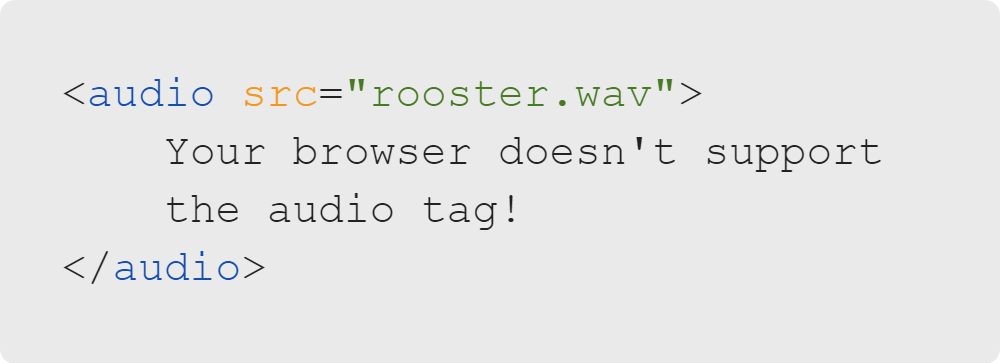 <audio src="rooster.wav">
    Your browser doesn't support
    the audio tag!
</audio>